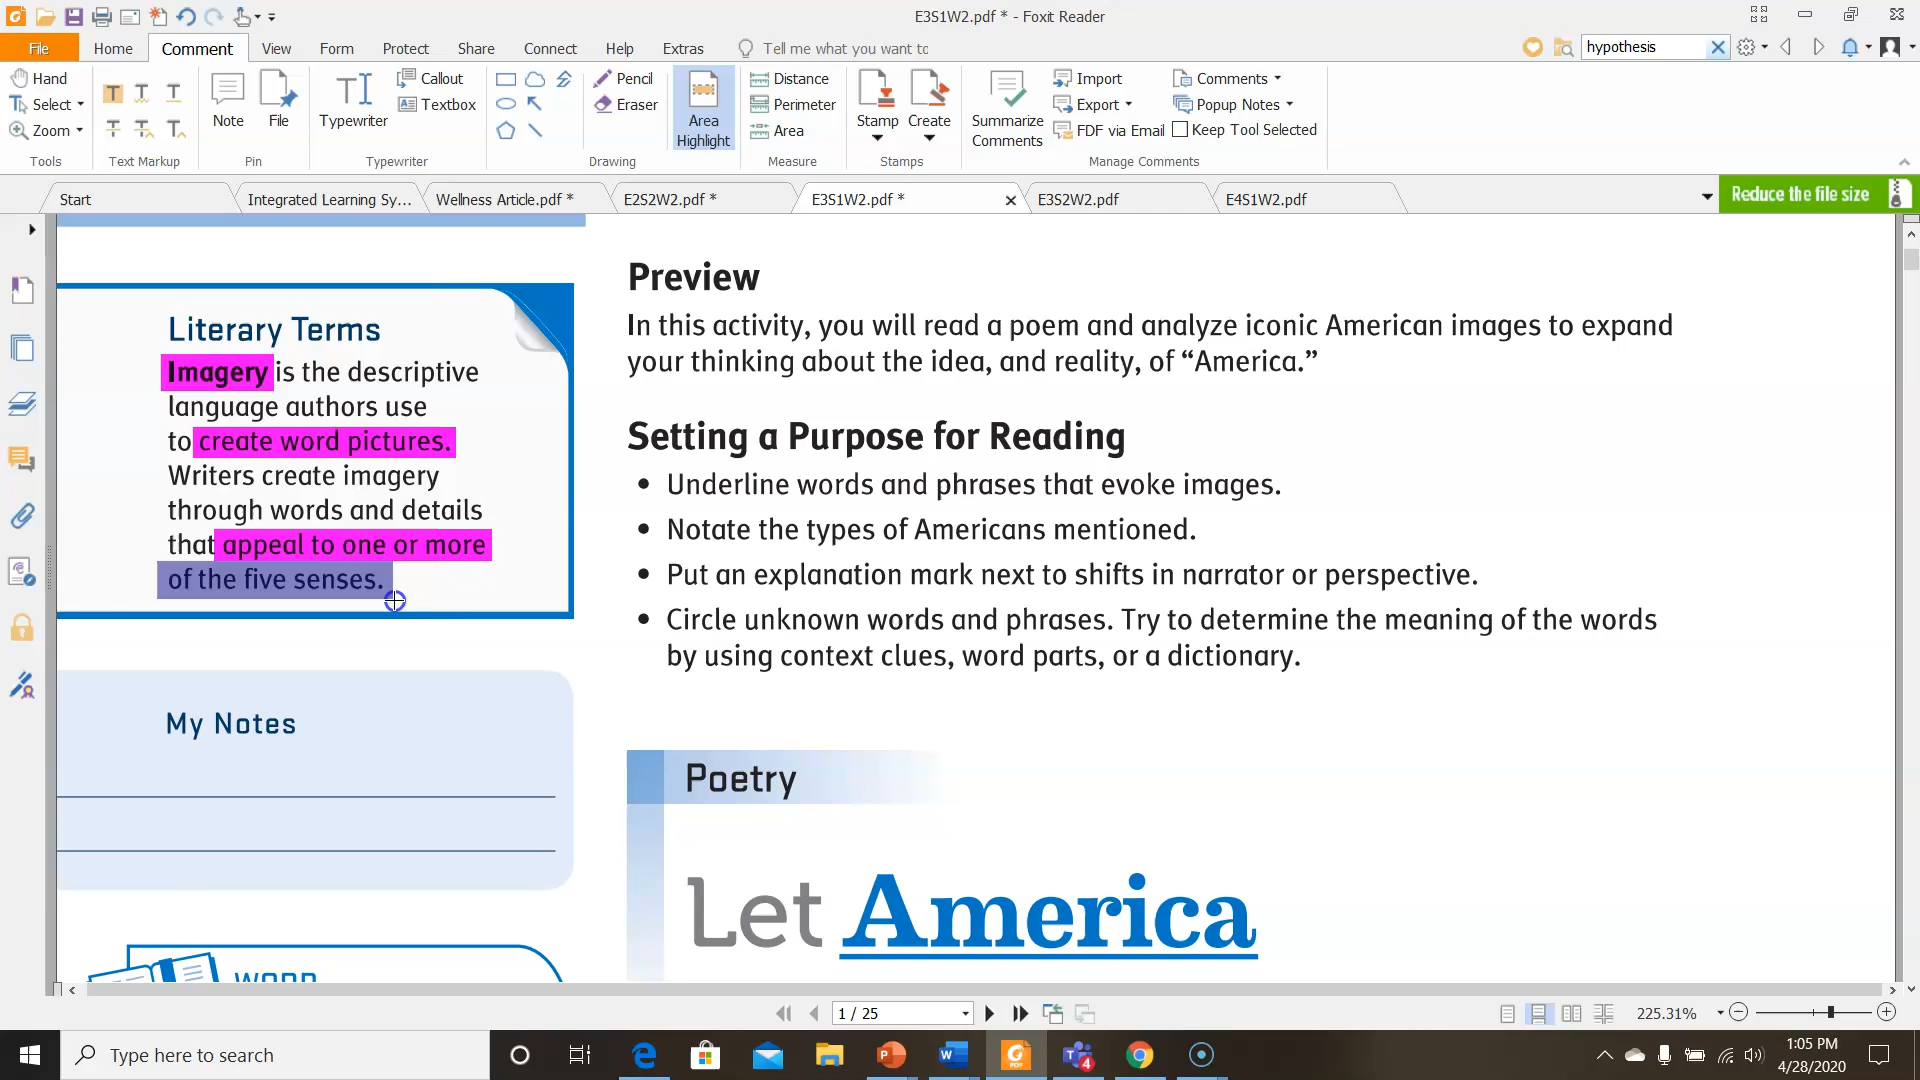 E3S1W2.pdf * - Foxit Reader
File Home Comment View Form Protect Share Connect Help Extras Tell me what you want to hypothesis
Hand
Select
Zoom
Tools
Text Markup
Note File
Pin
Typewriter
Callout
Textbox
Typewriter
Pencil
Eraser
Drawing
Area
Highlight
Distance
Perimeter
Area
Measure
Stamp Create
Stamps
Summarize
Comments
Import
Export
FDF via Email
Comments
Popup Notes
Keep Tool Selected
Manage Comments
Start Integrated Learning Sy... Wellness Article.pdf * E2S2W2.pdf * E3S1W2.pdf * E3S2W2.pdf E4S1W2.pdf Reduce the file size
Literary Terms
Imagery is the descriptive
language authors use
to create word pictures.
Writers create imagery
through words and details
that appeal to one or more
of the five senses.
My Notes
Preview
In this activity, you will read a poem and analyze iconic American images to expand
your thinking about the idea, and reality, of “America.”
Setting a Purpose for Reading
• Underline words and phrases that evoke images.
• Notate the types of Americans mentioned.
• Put an explanation mark next to shifts in narrator or perspective.
• Circle unknown words and phrases. Try to determine the meaning of the words
by using context clues, word parts, or a dictionary.
Poetry
Let America
1 / 25 225.31%
Type here to search
4
1:05 PM
4/28/2020